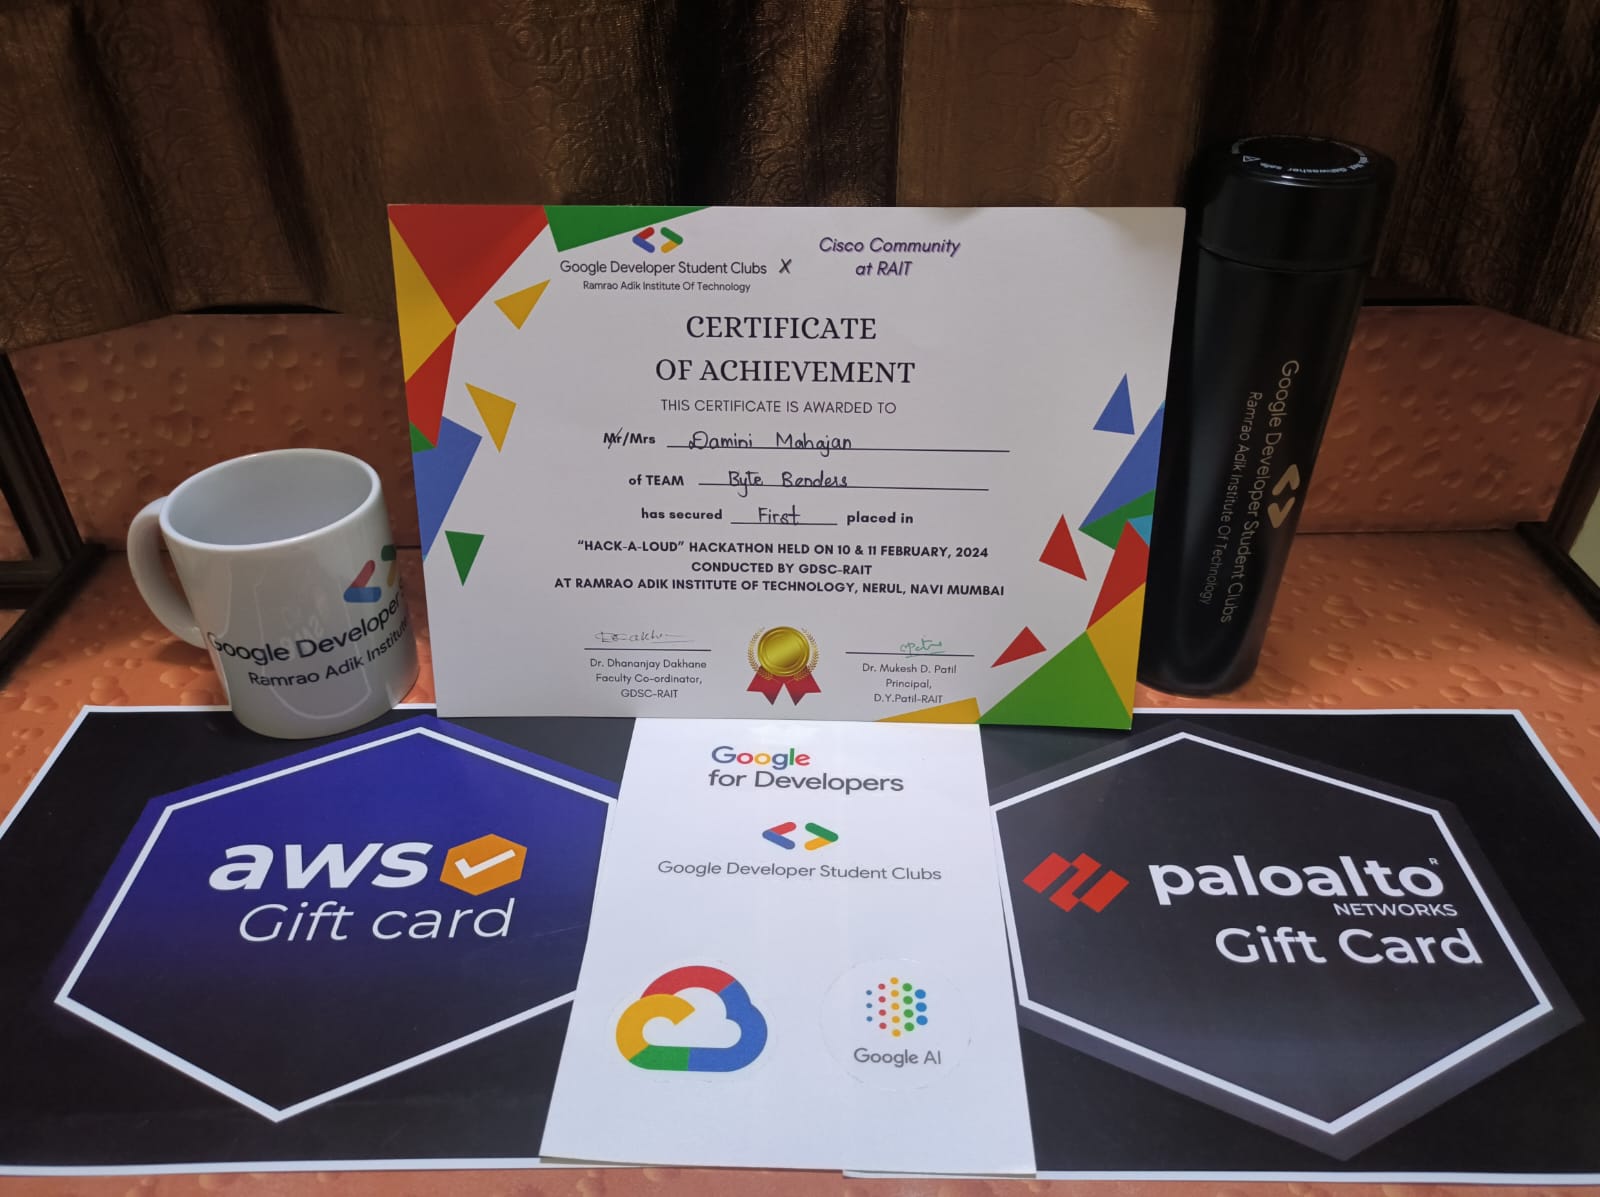 Google Developer Student Clubs X
Ramrao Adik Institute Of Technology
Cisco Community
at RAIT
CERTIFICATE
OF ACHIEVEMENT
THIS CERTIFICATE IS AWARDED TO
Mr/Mrs Damini Mahajan
of TEAM Byte Benders
has secured First placed in
“HACK-A-LOUD” HACKATHON HELD ON 10 & 11 FEBRUARY, 2024
CONDUCTED BY GDSC-RAIT
AT RAMRAO ADIK INSTITUTE OF TECHNOLOGY, NERUL, NAVI MUMBAI
Dr. Dhananjay Dakhane
Faculty Co-ordinator,
GDSC-RAIT
Dr. Mukesh D. Patil
Principal,
D.Y.Patil-RAIT
Google Developer
Ramrao Adik Institute
Google Developer Student Clubs
Ramrao Adik Institute Of Technology
aws
Gift card
Google
for Developers
Google Developer Student Clubs
Google AI
paloalto R
NETWORKS
Gift Card